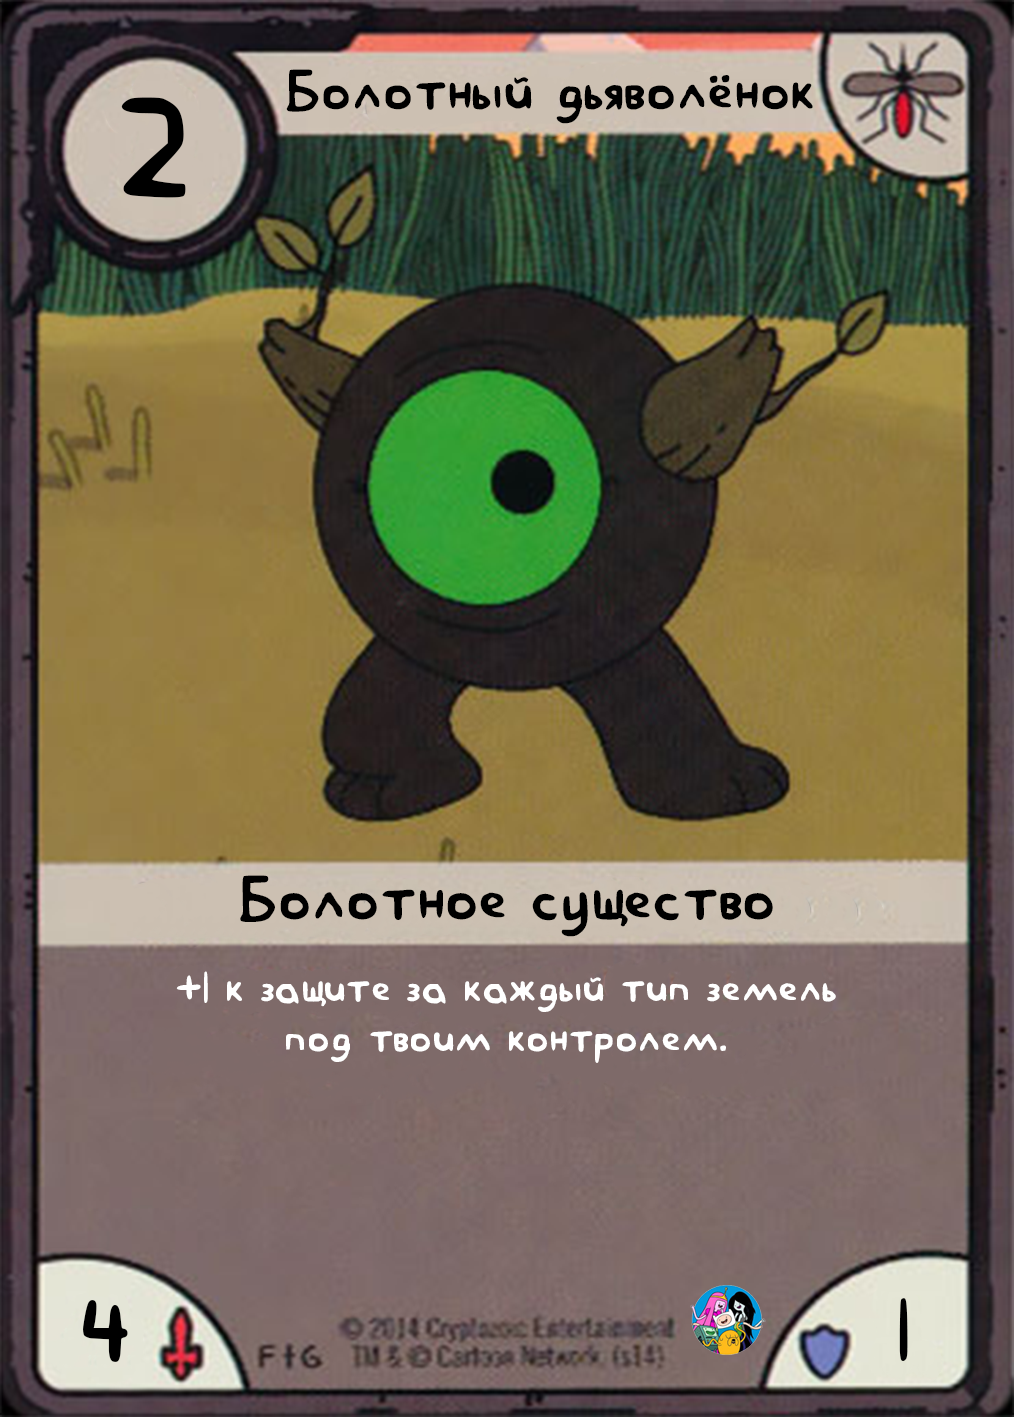 2
Болотный дьяволёнок
Болотное существо
+1 к защите за каждый тип земель
под твоим контролем.
4
FtG
© 2014 Cryptozoic Entertainment
TM & © Cartoon Network. (s14)
1